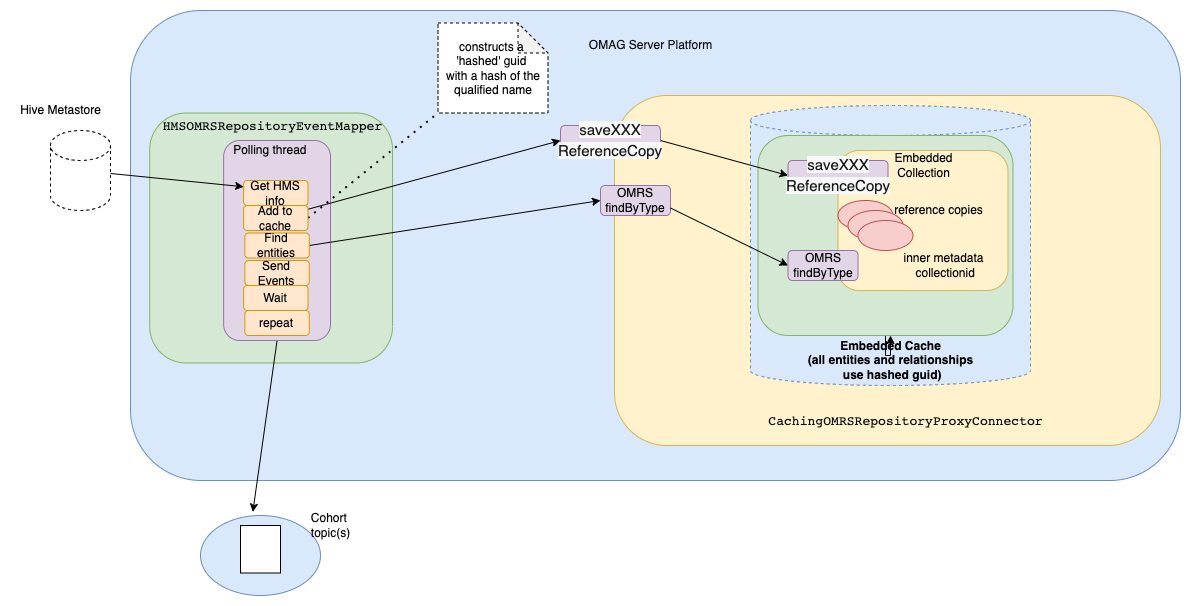 OMAG Server Platform
constructs a
'hashed' guid
with a hash of the
qualified name
Hive Metastore
HMSOMRSRepositoryEventMapper
Polling thread
Get HMS
info
Add to
cache
Find
entities
Send
Events
Wait
repeat
saveXXX
ReferenceCopy
OMRS
findByType
saveXXX
ReferenceCopy
Embedded
Collection
reference copies
inner metadata
collectionid
OMRS
findByType
Embedded Cache
(all entities and relationships
use hashed guid)
CachingOMRSRepositoryProxyConnector
Cohort
topic(s)